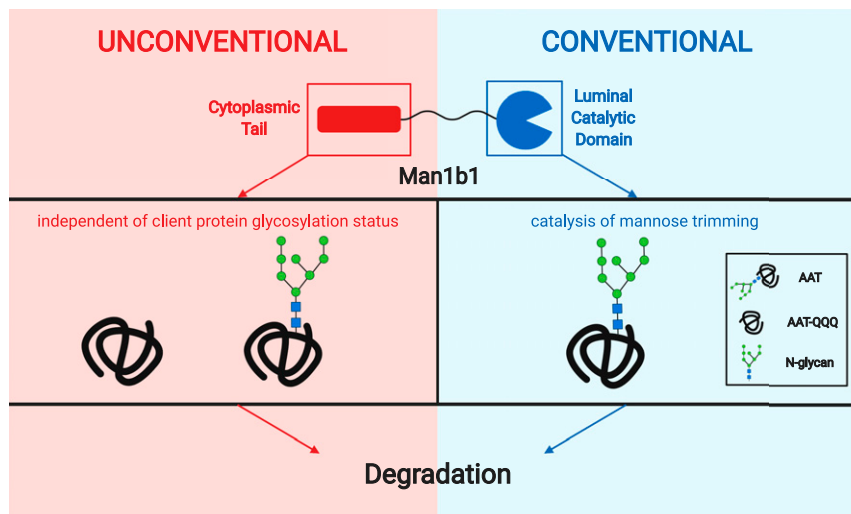 UNCONVENTIONAL
CONVENTIONAL
Cytoplasmic
Tail
Luminal
Catalytic
Domain
Man1b1
independent of client protein glycosylation status
catalysis of mannose trimming
AAT
AAT-QQQ
N-glycan
Degradation